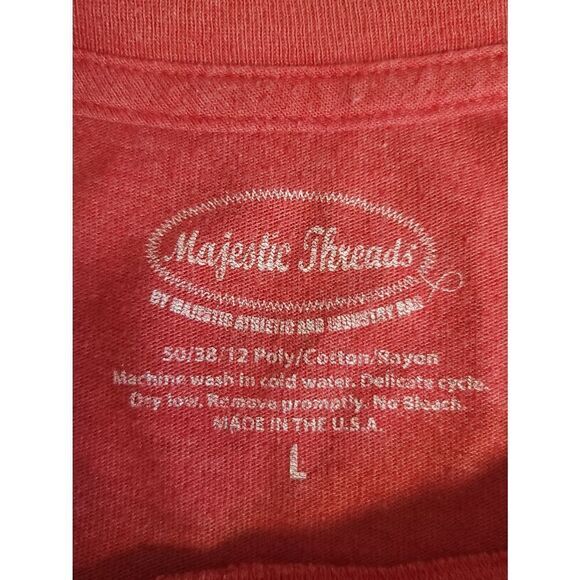 Majestic Threads
BY MAJESTIC ATHLETIC AND INDUSTRY RAG
50/38/12 Poly/Cotton/Rayon
Machine wash in cold water. Delicate cycle.
Dry low. Remove promptly. No Bleach.
MADE IN THE U.S.A.
L